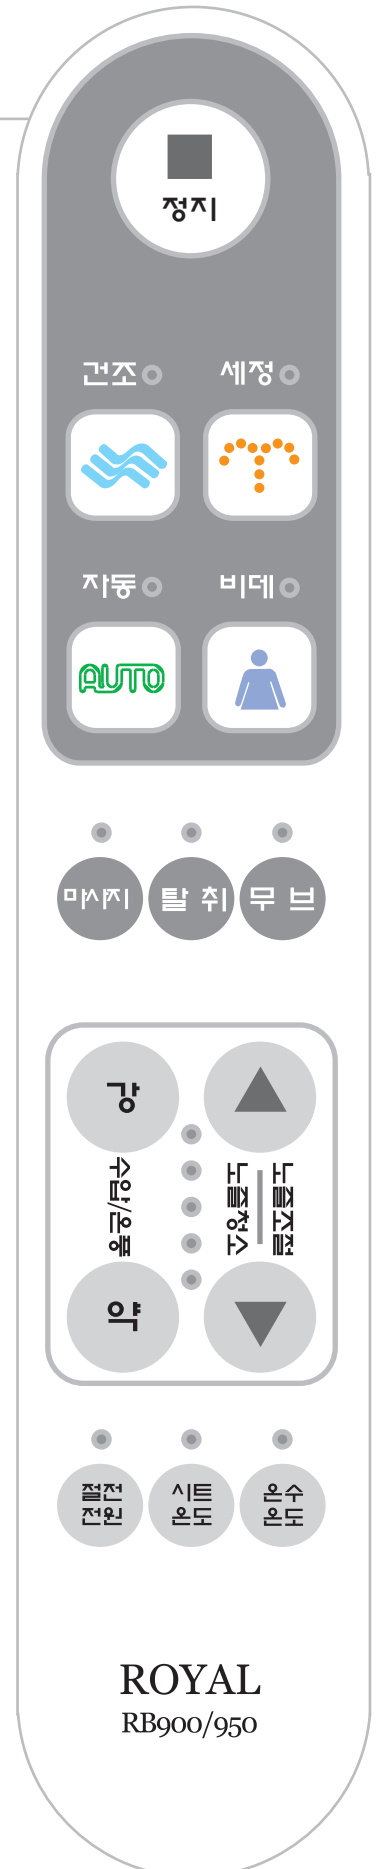 정지
건조 세정
자동 비데
AUTO
마사지 탈취 무브
강
수압/온풍
노즐조절
노즐청소
약
절전 시트 온수
전원 온도 온도
ROYAL
RB900/950